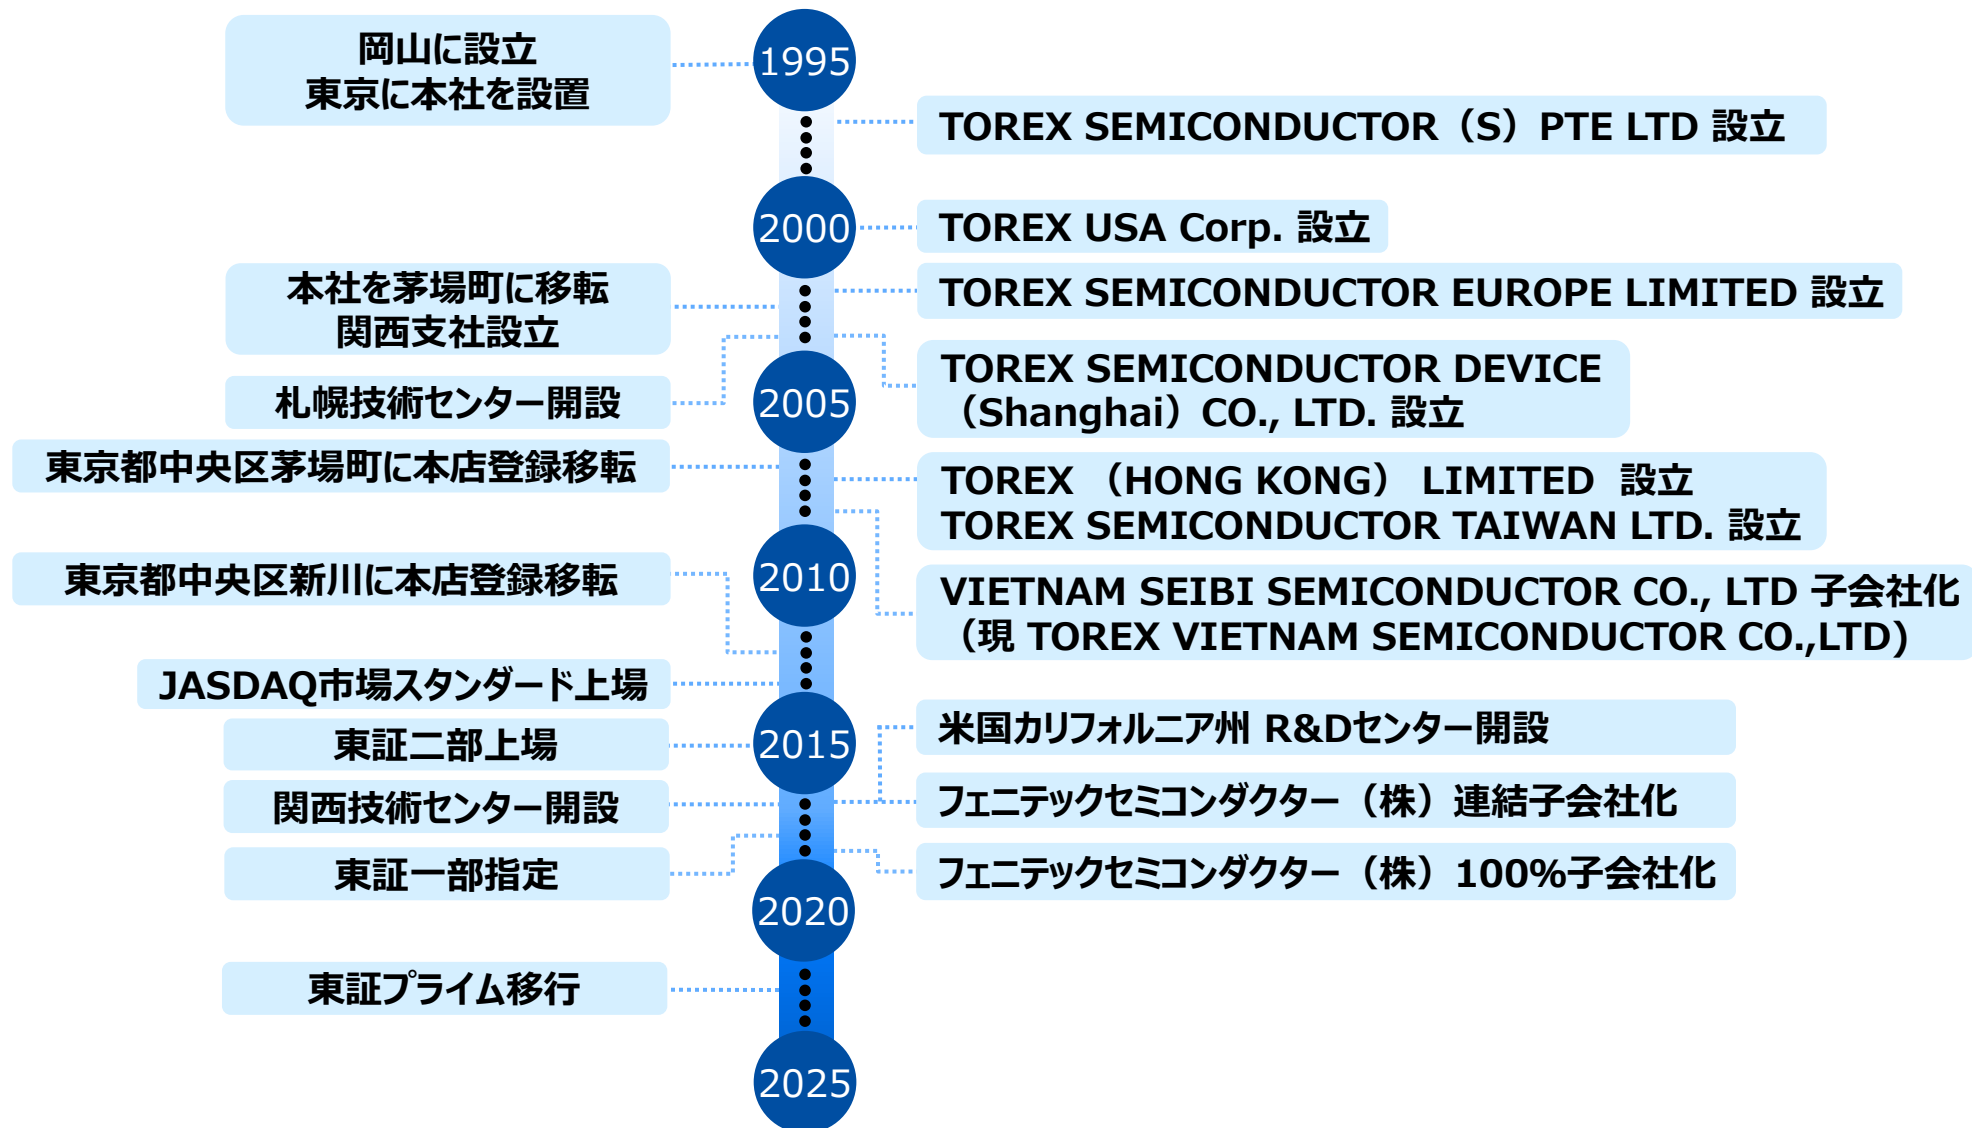 岡山に設立
東京に本社を設置
1995
TOREX SEMICONDUCTOR（S）PTE LTD 設立
2000
TOREX USA Corp. 設立
本社を茅場町に移転
関西支社設立
TOREX SEMICONDUCTOR EUROPE LIMITED 設立
札幌技術センター開設
2005
TOREX SEMICONDUCTOR DEVICE
（Shanghai）CO., LTD. 設立
東京都中央区茅場町に本店登録移転
TOREX （HONG KONG） LIMITED 設立
TOREX SEMICONDUCTOR TAIWAN LTD. 設立
東京都中央区新川に本店登録移転
2010
VIETNAM SEIBI SEMICONDUCTOR CO., LTD 子会社化
（現 TOREX VIETNAM SEMICONDUCTOR CO.,LTD)
JASDAQ市場スタンダード上場
東証二部上場
2015
米国カリフォルニア州 R&Dセンター開設
関西技術センター開設
フェニテックセミコンダクター（株）連結子会社化
東証一部指定
フェニテックセミコンダクター（株）100%子会社化
2020
東証プライム移行
2025